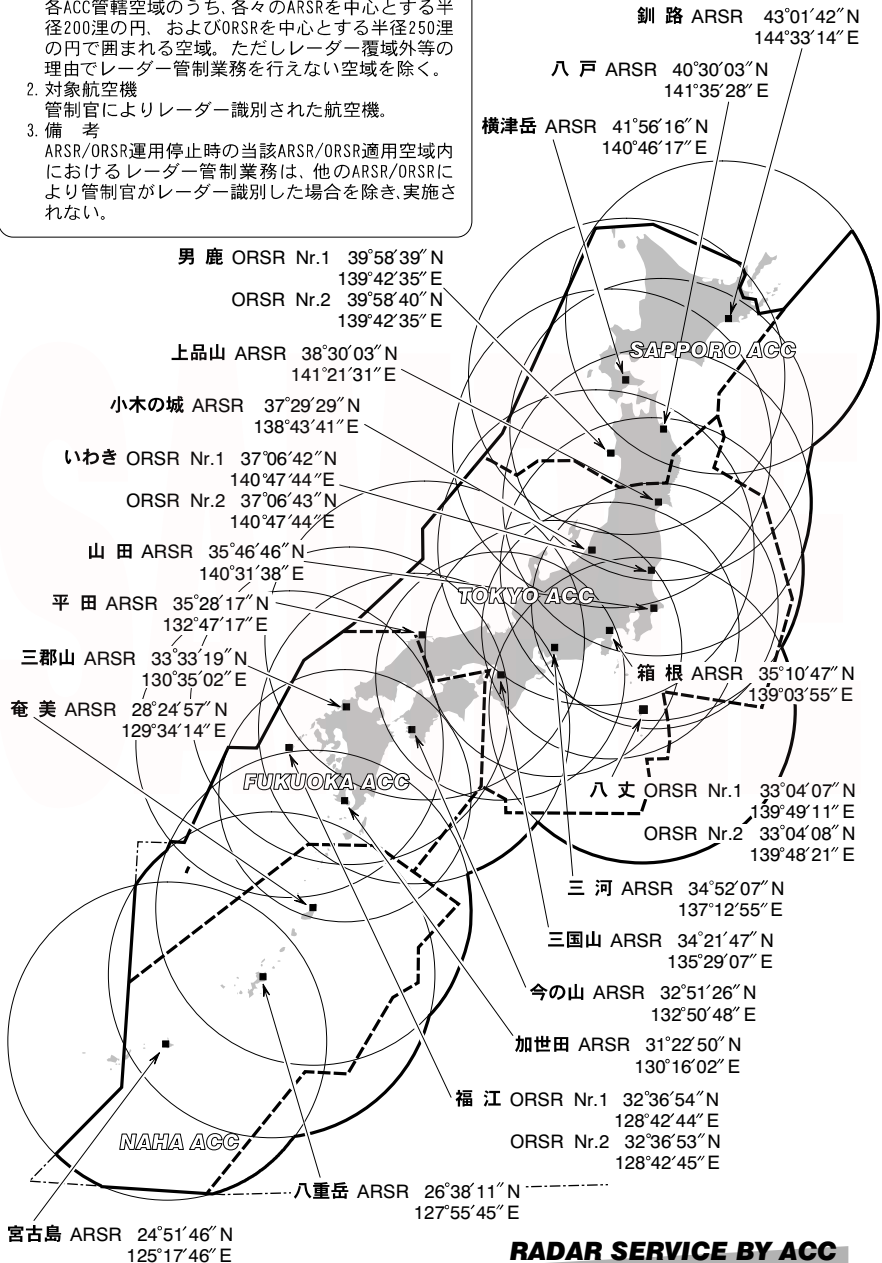 各ACC管轄空域のうち、各々のARSRを中心とする半
径200浬の円、およびORSRを中心とする半径250浬
の円で囲まれる空域。ただしレーダー覆域外等の
理由でレーダー管制業務を行えない空域を除く。
2. 対象航空機
管制官によりレーダー識別された航空機。
3. 備　考
ARSR/ORSR運用停止時の当該ARSR/ORSR適用空域内
におけるレーダー管制業務は、他のARSR/ORSRに
より管制官がレーダー識別した場合を除き、実施さ
れない。
釧 路 ARSR 43°01′42″N
144°33′14″E
八 戸 ARSR 40°30′03″N
141°35′28″E
横津岳 ARSR 41°56′16″N
140°46′17″E
男 鹿 ORSR Nr.1 39°58′39″N
139°42′35″E
ORSR Nr.2 39°58′40″N
139°42′35″E
上品山 ARSR 38°30′03″N
141°21′31″E
小木の城 ARSR 37°29′29″N
138°43′41″E
いわき ORSR Nr.1 37°06′42″N
140°47′44″E
ORSR Nr.2 37°06′43″N
140°47′44″E
山 田 ARSR 35°46′46″N
140°31′38″E
平 田 ARSR 35°28′17″N
132°47′17″E
三郡山 ARSR 33°33′19″N
130°35′02″E
奄 美 ARSR 28°24′57″N
129°34′14″E
SAPPORO ACC
TOKYO ACC
FUKUOKA ACC
NAHA ACC
箱 根 ARSR 35°10′47″N
139°03′55″E
八 丈 ORSR Nr.1 33°04′07″N
139°49′11″E
ORSR Nr.2 33°04′08″N
139°48′21″E
三 河 ARSR 34°52′07″N
137°12′55″E
三国山 ARSR 34°21′47″N
135°29′07″E
今の山 ARSR 32°51′26″N
132°50′48″E
加世田 ARSR 31°22′50″N
130°16′02″E
福 江 ORSR Nr.1 32°36′54″N
128°42′44″E
ORSR Nr.2 32°36′53″N
128°42′45″E
八重岳 ARSR 26°38′11″N
127°55′45″E
宮古島 ARSR 24°51′46″N
125°17′46″E
RADAR SERVICE BY ACC